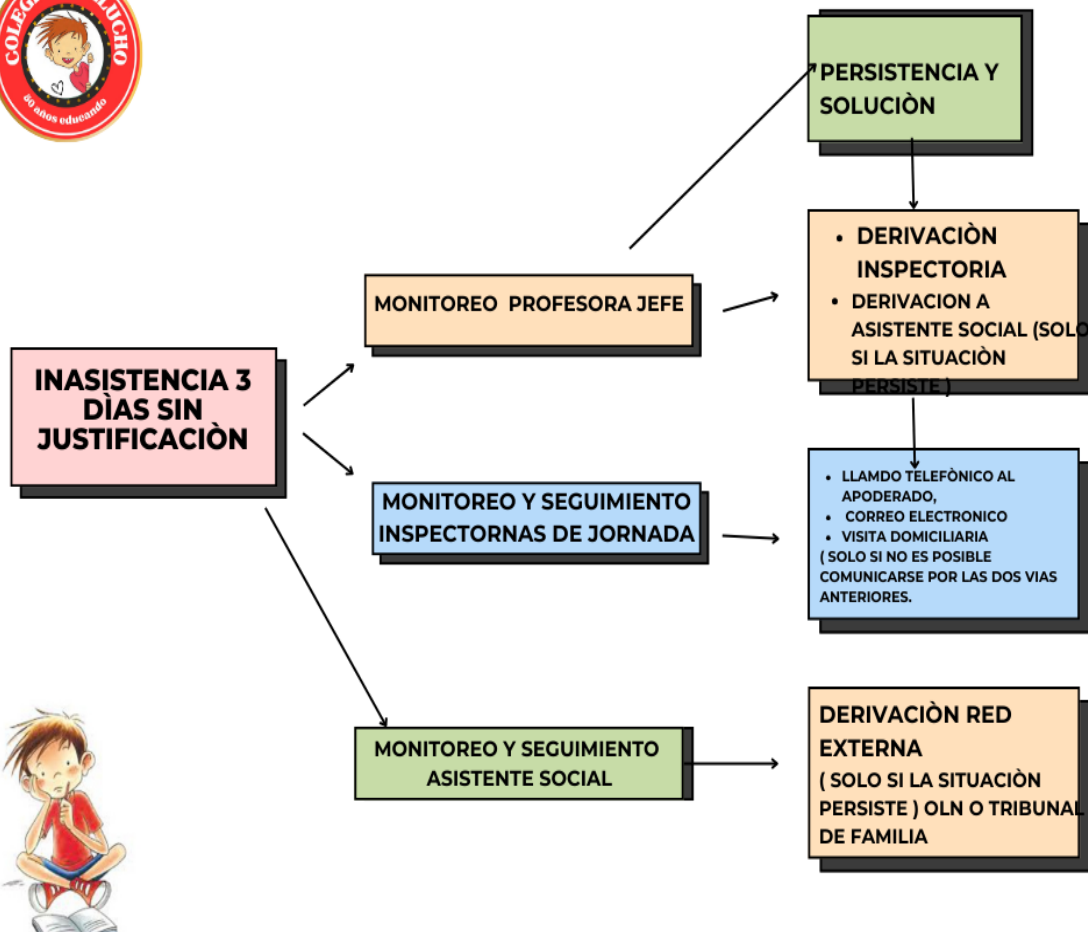 COLEG
LUCHO
50 años educando
PERSISTENCIA Y
SOLUCIÒN
DERIVACIÒN
INSPECTORIA
DERIVACION A
ASISTENTE SOCIAL (SOLO
SI LA SITUACIÒN
PERSISTE )
MONITOREO PROFESORA JEFE
INASISTENCIA 3
DÌAS SIN
JUSTIFICACIÒN
MONITOREO Y SEGUIMIENTO
INSPECTORNAS DE JORNADA
LLAMDO TELEFÒNICO AL
APODERADO,
CORREO ELECTRONICO
VISITA DOMICILIARIA
( SOLO SI NO ES POSIBLE
COMUNICARSE POR LAS DOS VIAS
ANTERIORES.
MONITOREO Y SEGUIMIENTO
ASISTENTE SOCIAL
DERIVACIÒN RED
EXTERNA
( SOLO SI LA SITUACIÒN
PERSISTE ) OLN O TRIBUNAL
DE FAMILIA